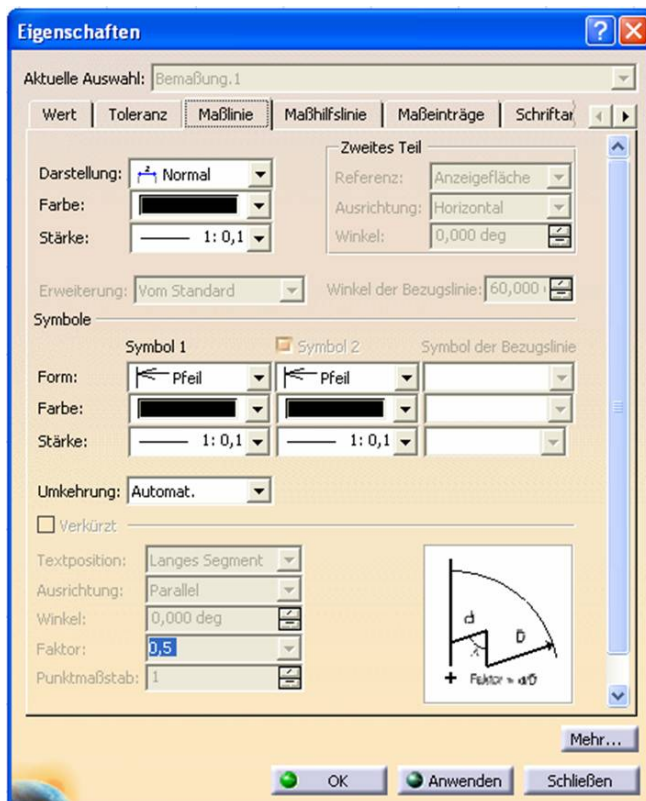 Eigenschaften
Aktuelle Auswahl: Bemaßung.1
Wert Toleranz Maßlinie Maßhilfslinie Maßeinträge Schriftar
Zweites Teil
Darstellung: Normal Referenz: Anzeigefläche
Farbe: Ausrichtung: Horizontal
Stärke: 1: 0,1 Winkel: 0,000 deg
Erweiterung: Vom Standard Winkel der Bezugslinie: 60,000
Symbole
Symbol 1 Symbol 2 Symbol der Bezugslinie
Form: Pfeil Pfeil
Farbe:
Stärke: 1: 0,1 1: 0,1
Umkehrung: Automat.
Verkürzt
Textposition: Langes Segment
Ausrichtung: Parallel
Winkel: 0,000 deg
Faktor: 0,5
Punktmaßstab: 1
d D
Faktor = d/D
Mehr...
OK Anwenden Schließen